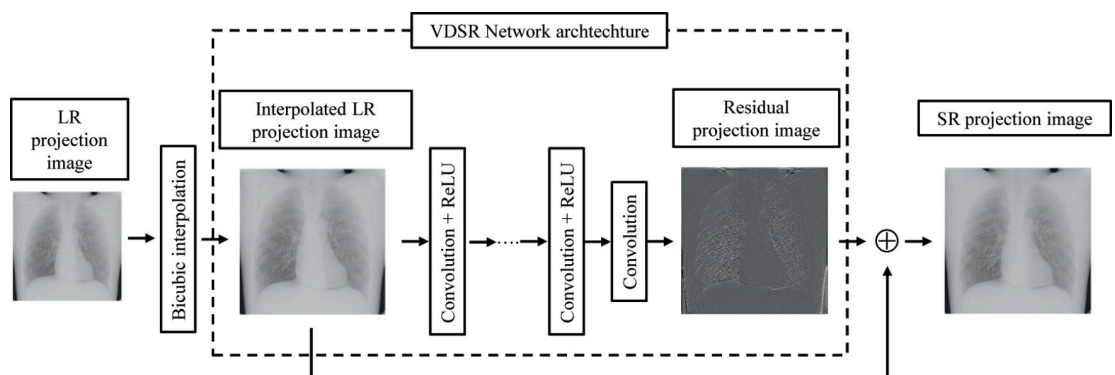 VDSR Network archtechture
LR
projection
image
Bicubic interpolation
Interpolated LR
projection image
Convolution + ReLU
Convolution + ReLU
Convolution
Residual
projection image
SR projection image